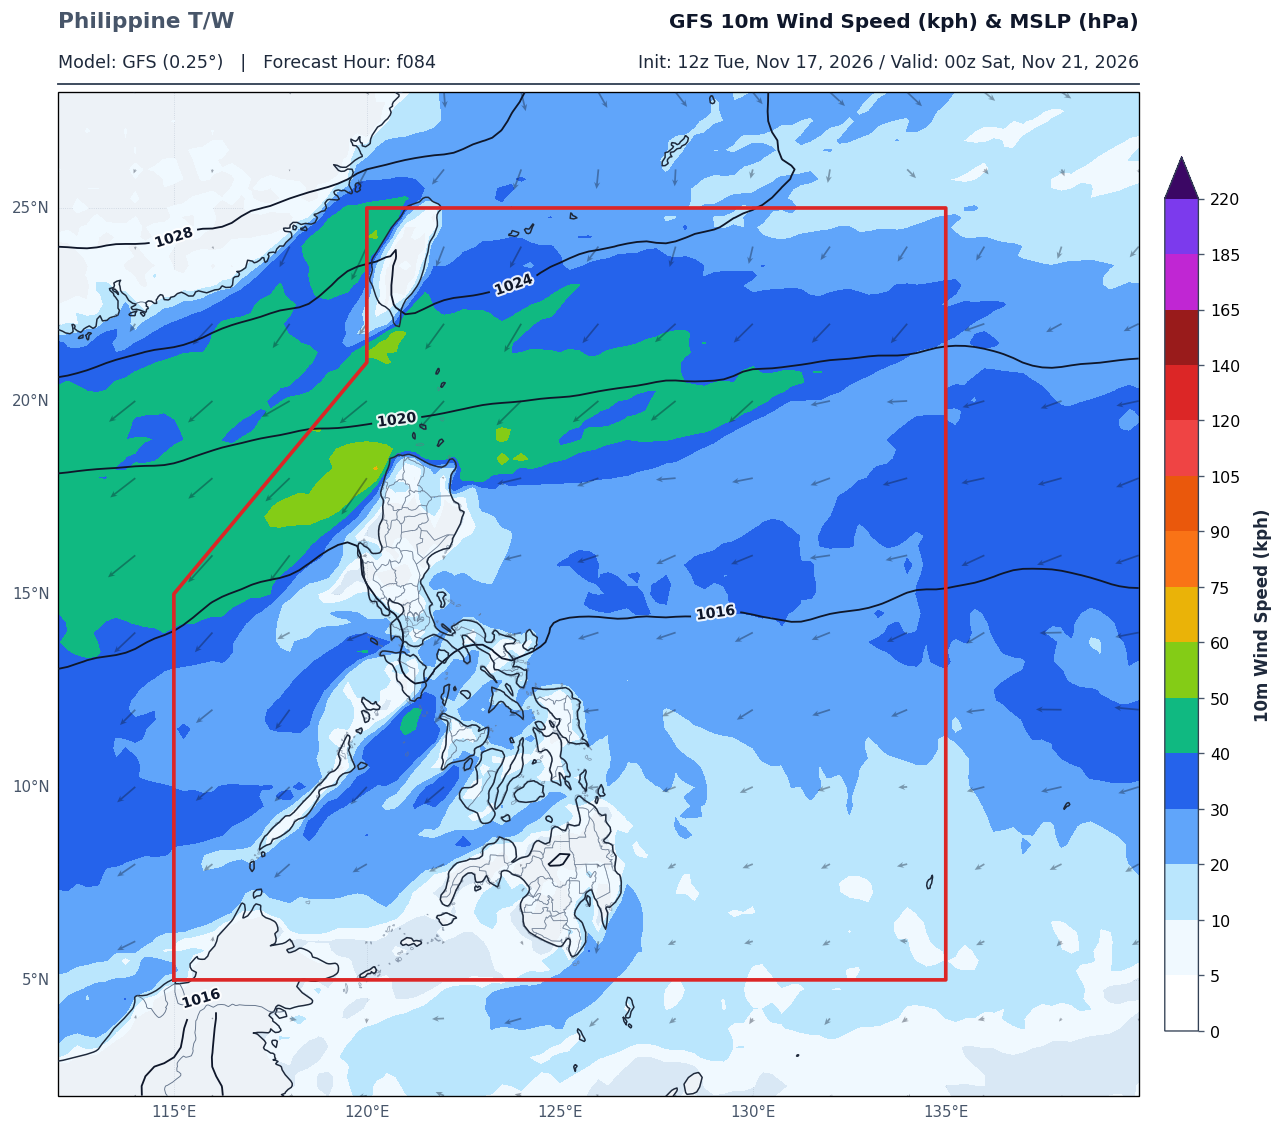 Philippine T/W
GFS 10m Wind Speed (kph) & MSLP (hPa)
Model: GFS (0.25°) | Forecast Hour: f084
Init: 12z Tue, Nov 17, 2026 / Valid: 00z Sat, Nov 21, 2026
25°N
20°N
15°N
10°N
5°N
115°E
120°E
125°E
130°E
135°E
1028
1024
1020
1016
1016
220
185
165
140
120
105
90
75
60
50
40
30
20
10
5
0
10m Wind Speed (kph)